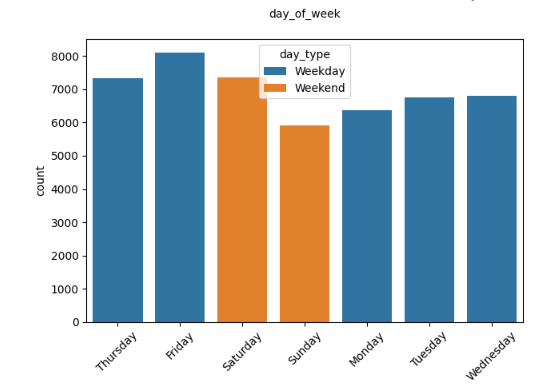 day_of_week
day_type
Weekday
Weekend
8000
7000
6000
5000
4000
3000
2000
1000
0
count
Thursday
Friday
Saturday
Sunday
Monday
Tuesday
Wednesday